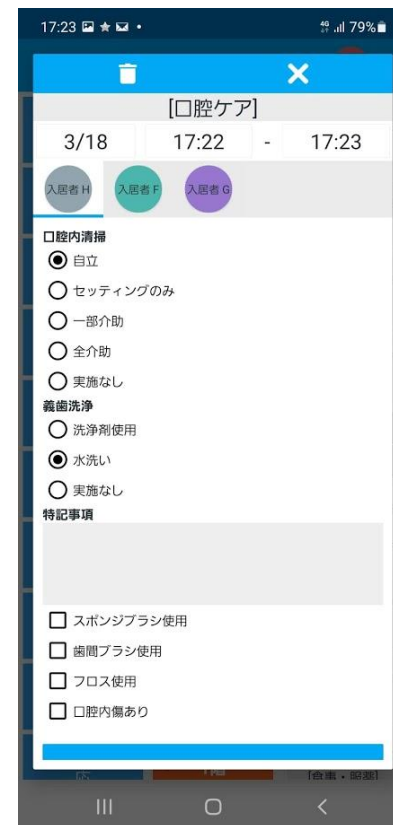 17:23
4G
79%
[口腔ケア]
3/18 17:22 - 17:23
入居者 H 入居者 F 入居者 G
口腔内清掃
自立
セッティングのみ
一部介助
全介助
実施なし
義歯洗浄
洗浄剤使用
水洗い
実施なし
特記事項
スポンジブラシ使用
歯間ブラシ使用
フロス使用
口腔内傷あり